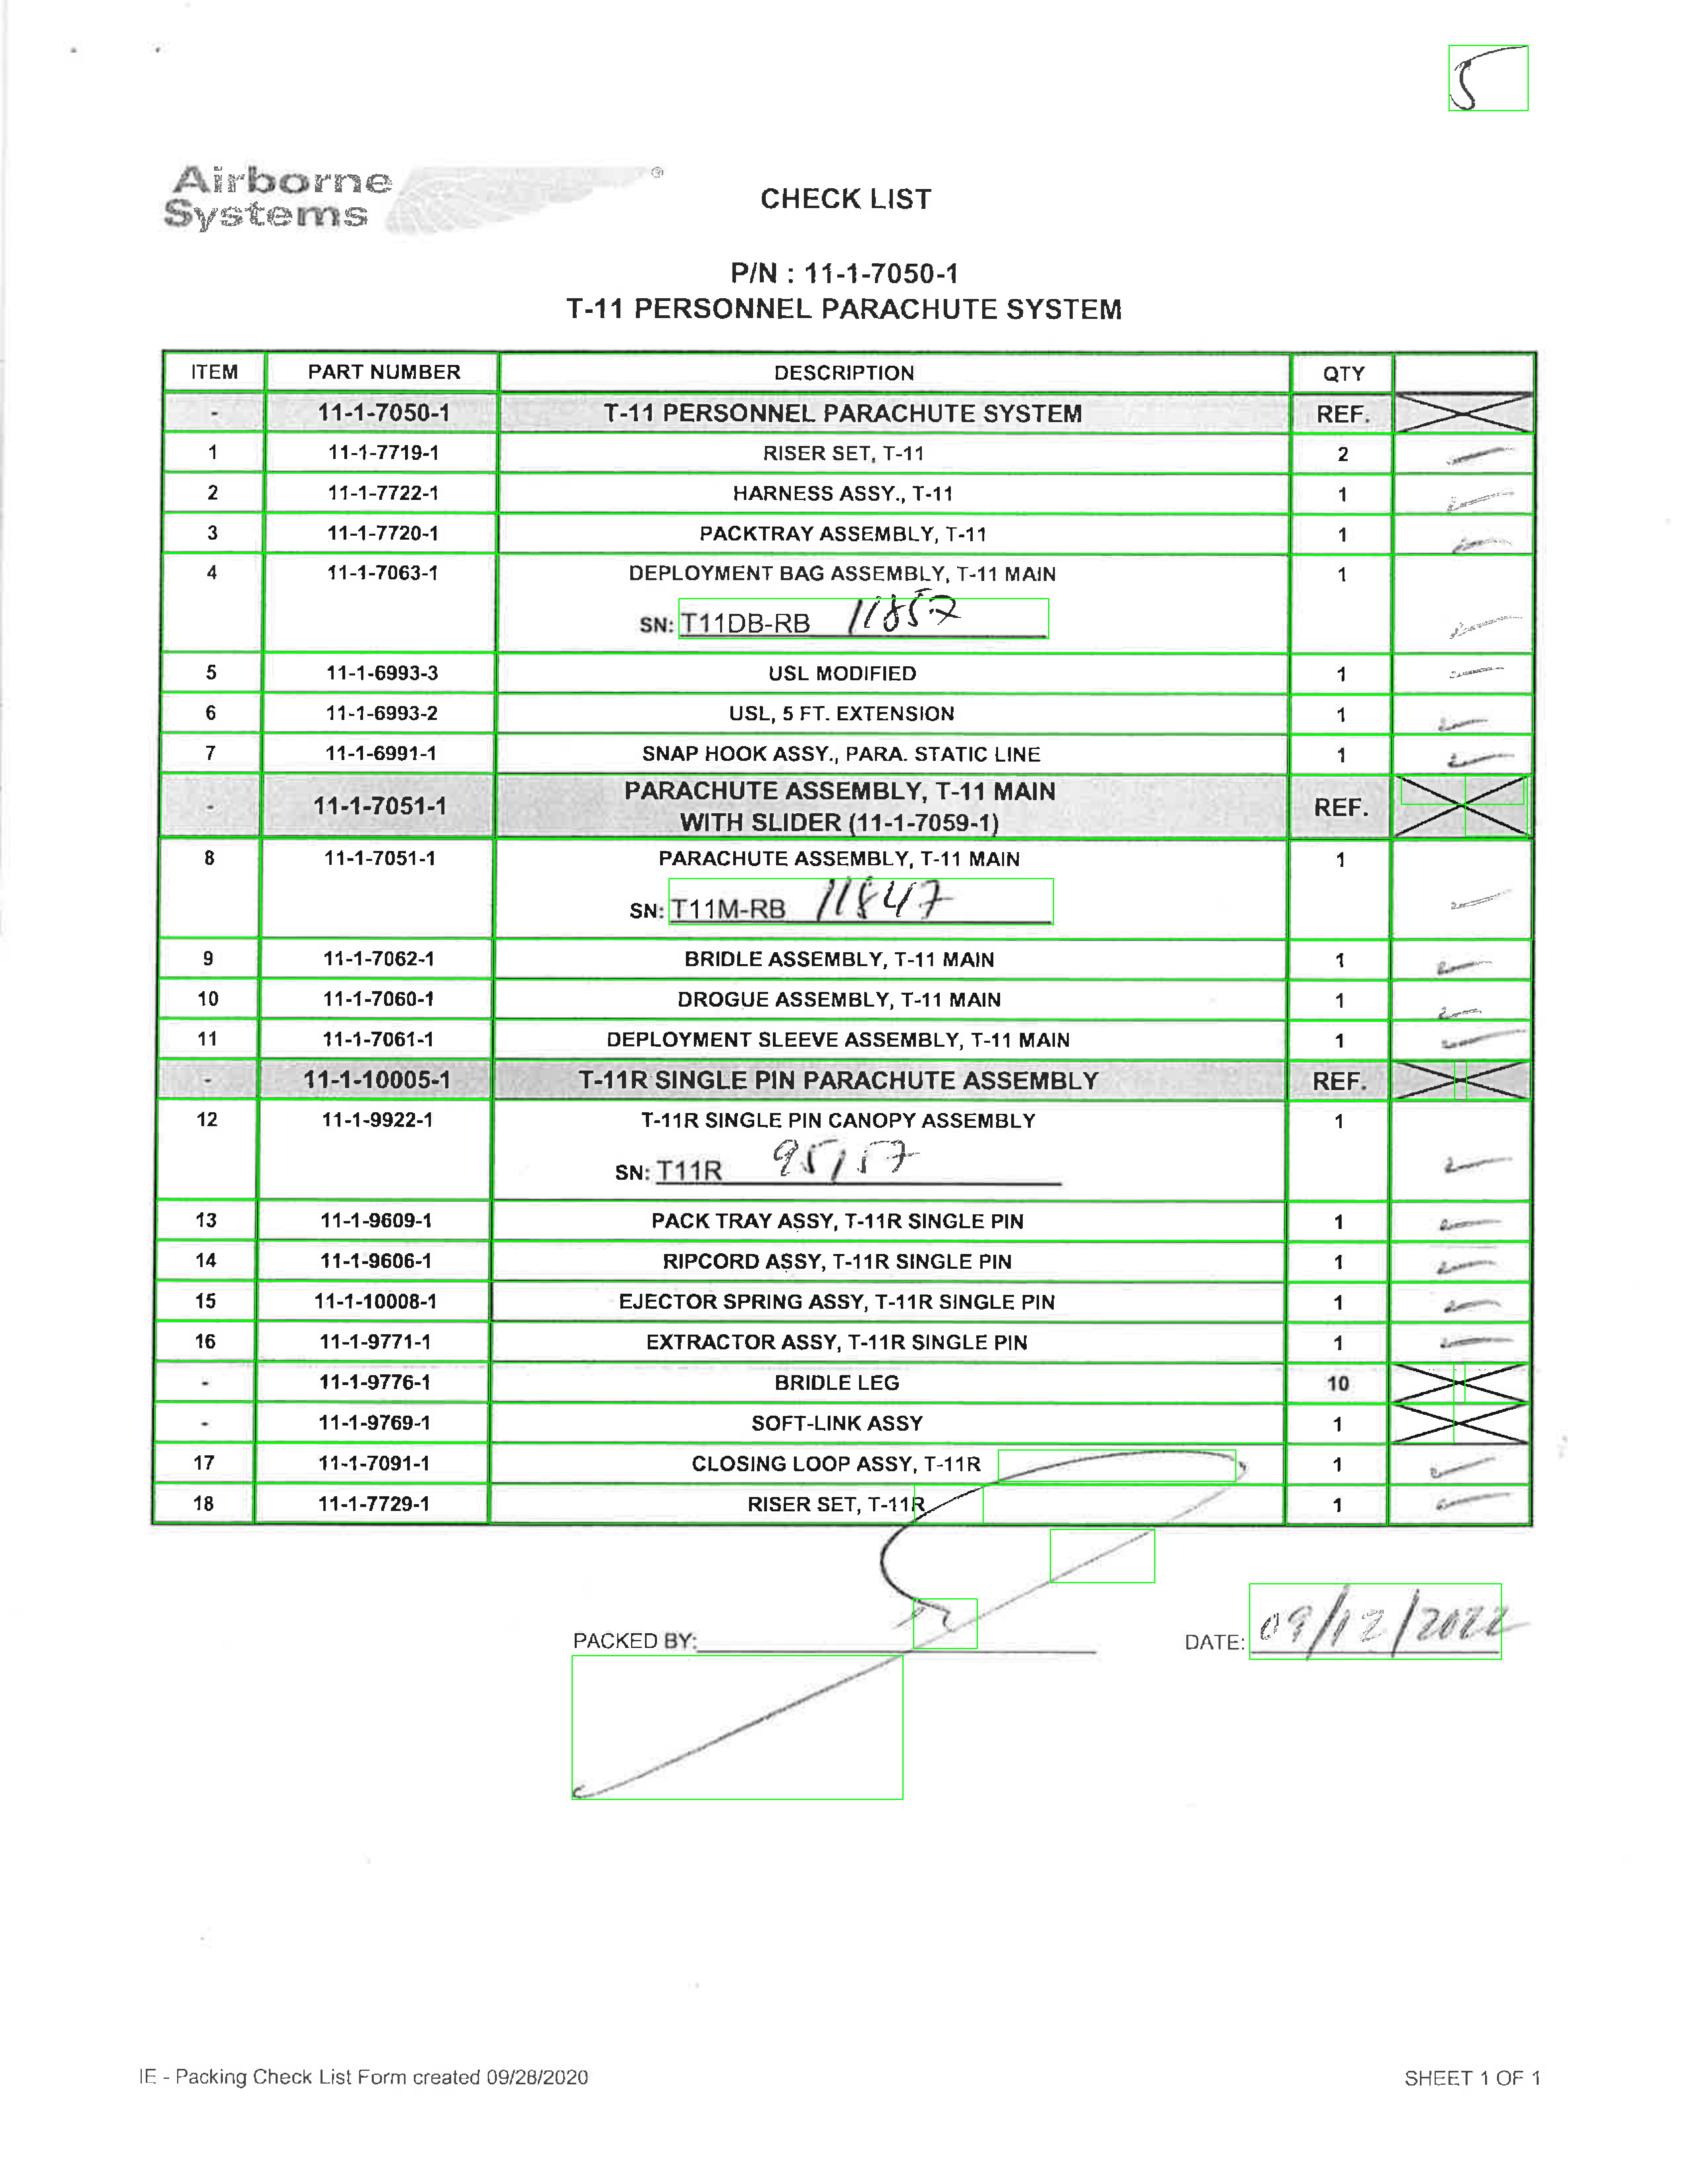 5
Airborne
Systems ®
CHECK LIST
P/N : 11-1-7050-1
T-11 PERSONNEL PARACHUTE SYSTEM
ITEM PART NUMBER DESCRIPTION QTY
- 11-1-7050-1 T-11 PERSONNEL PARACHUTE SYSTEM REF.
1 11-1-7719-1 RISER SET, T-11 2
2 11-1-7722-1 HARNESS ASSY., T-11 1
3 11-1-7720-1 PACKTRAY ASSEMBLY, T-11 1
4 11-1-7063-1 DEPLOYMENT BAG ASSEMBLY, T-11 MAIN 1
SN: T11DB-RB 11857
5 11-1-6993-3 USL MODIFIED 1
6 11-1-6993-2 USL, 5 FT. EXTENSION 1
7 11-1-6991-1 SNAP HOOK ASSY., PARA. STATIC LINE 1
- 11-1-7051-1 PARACHUTE ASSEMBLY, T-11 MAIN REF.
WITH SLIDER (11-1-7059-1)
8 11-1-7051-1 PARACHUTE ASSEMBLY, T-11 MAIN 1
SN: T11M-RB 11847
9 11-1-7062-1 BRIDLE ASSEMBLY, T-11 MAIN 1
10 11-1-7060-1 DROGUE ASSEMBLY, T-11 MAIN 1
11 11-1-7061-1 DEPLOYMENT SLEEVE ASSEMBLY, T-11 MAIN 1
- 11-1-10005-1 T-11R SINGLE PIN PARACHUTE ASSEMBLY REF.
12 11-1-9922-1 T-11R SINGLE PIN CANOPY ASSEMBLY 1
SN: T11R 95157
13 11-1-9609-1 PACK TRAY ASSY, T-11R SINGLE PIN 1
14 11-1-9606-1 RIPCORD ASSY, T-11R SINGLE PIN 1
15 11-1-10008-1 EJECTOR SPRING ASSY, T-11R SINGLE PIN 1
16 11-1-9771-1 EXTRACTOR ASSY, T-11R SINGLE PIN 1
- 11-1-9776-1 BRIDLE LEG 10
- 11-1-9769-1 SOFT-LINK ASSY 1
17 11-1-7091-1 CLOSING LOOP ASSY, T-11R 1
18 11-1-7729-1 RISER SET, T-11R 1
PACKED BY: DATE: 09/12/2022
IE - Packing Check List Form created 09/28/2020 SHEET 1 OF 1